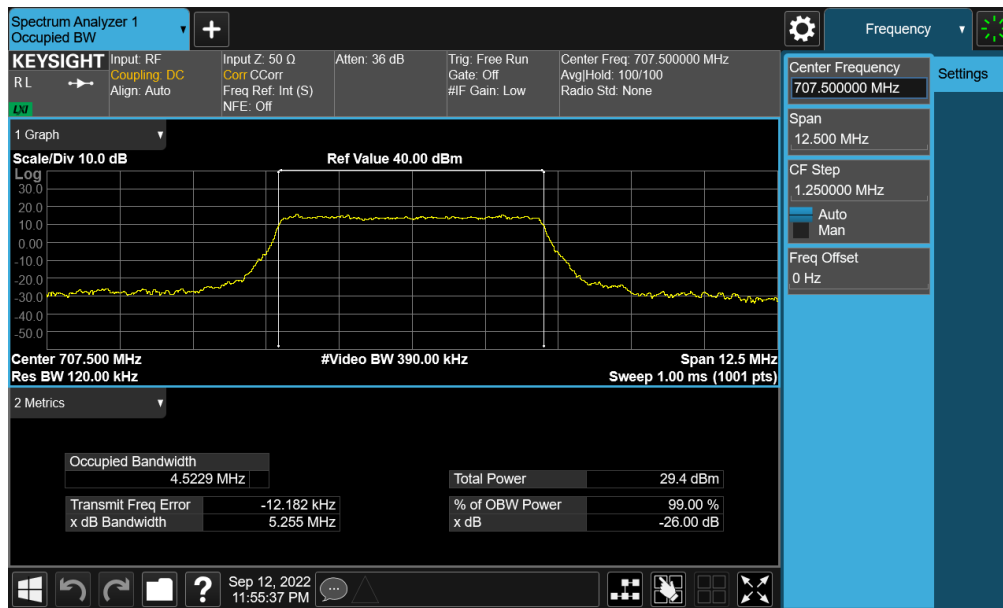 Spectrum Analyzer 1
Occupied BW
+
Frequency
KEYSIGHT Input: RF Input Z: 50 Ω Atten: 36 dB Trig: Free Run Center Freq: 707.500000 MHz
RL Coupling: DC Corr CCorr Gate: Off Avg|Hold: 100/100
Align: Auto Freq Ref: Int (S) #IF Gain: Low Radio Std: None
LXI NFE: Off
Center Frequency
707.500000 MHz
Settings
Span
12.500 MHz
CF Step
1.250000 MHz
Auto
Man
Freq Offset
0 Hz
1 Graph
Scale/Div 10.0 dB Ref Value 40.00 dBm
Log
30.0
20.0
10.0
0.00
-10.0
-20.0
-30.0
-40.0
-50.0
Center 707.500 MHz #Video BW 390.00 kHz Span 12.5 MHz
Res BW 120.00 kHz Sweep 1.00 ms (1001 pts)
2 Metrics
Occupied Bandwidth
4.5229 MHz Total Power 29.4 dBm
Transmit Freq Error -12.182 kHz % of OBW Power 99.00 %
x dB Bandwidth 5.255 MHz x dB -26.00 dB
? Sep 12, 2022
11:55:37 PM